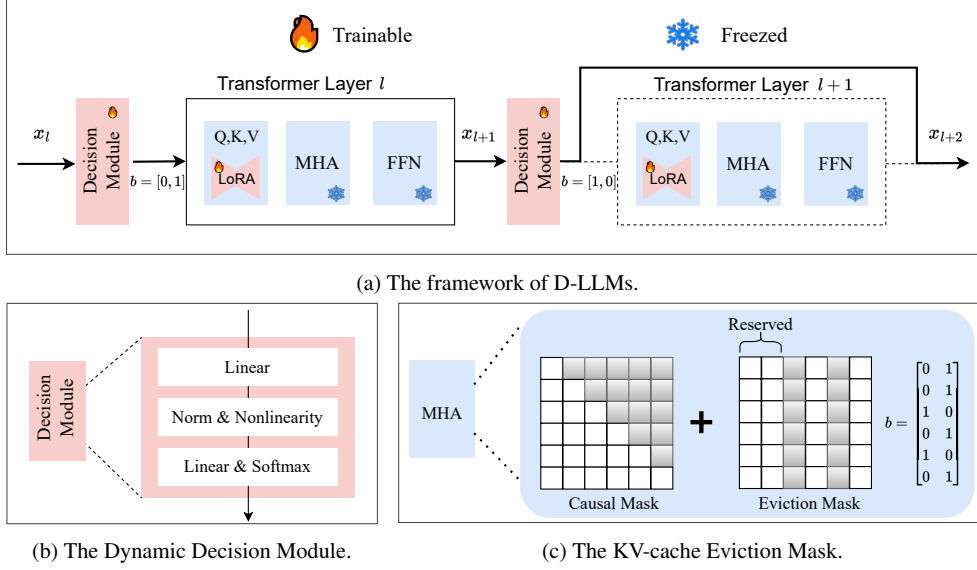 Trainable
Freezed
Transformer Layer l
Transformer Layer l + 1
x_l
Decision Module
b = [0, 1]
Q,K,V
LoRA
MHA
FFN
x_{l+1}
Decision Module
b = [1, 0]
Q,K,V
LoRA
MHA
FFN
x_{l+2}
(a) The framework of D-LLMs.
Decision Module
Linear
Norm & Nonlinearity
Linear & Softmax
(b) The Dynamic Decision Module.
MHA
Reserved
Causal Mask
Eviction Mask
+
b =
0 1
0 1
1 0
0 1
1 0
0 1
(c) The KV-cache Eviction Mask.